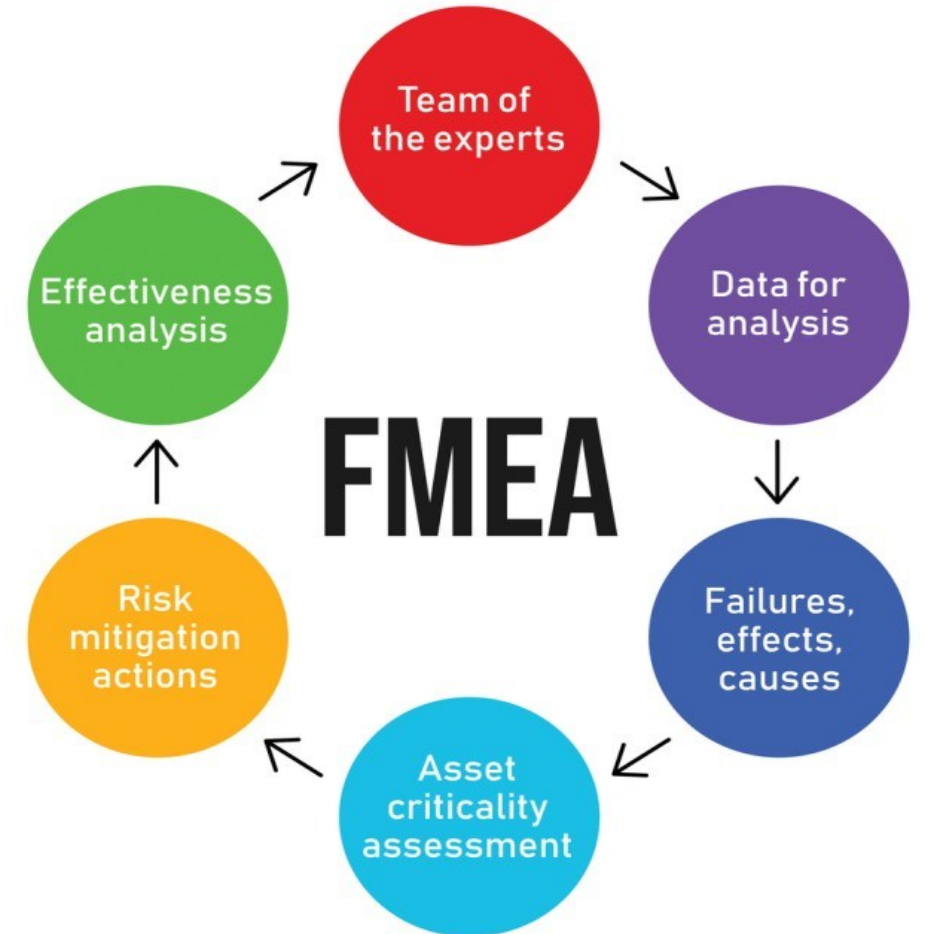 Team of
the experts
Data for
analysis
Failures,
effects,
causes
Asset
criticality
assessment
Risk
mitigation
actions
Effectiveness
analysis
FMEA